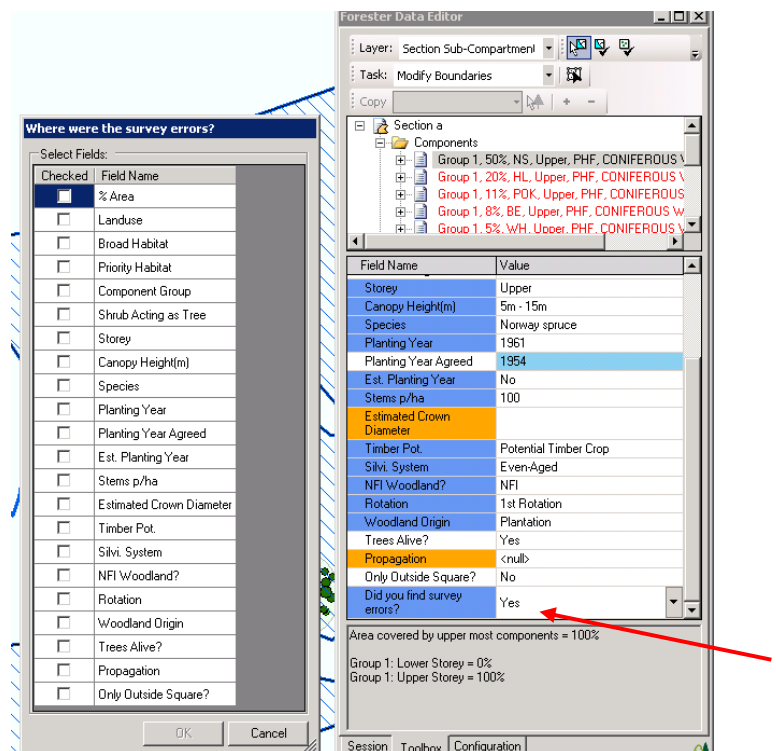 Forester Data Editor
Layer: Section Sub-Compartment
Task: Modify Boundaries
Copy
Section a
Components
Group 1, 50%, NS, Upper, PHF, CONIFEROUS
Group 1, 20%, HL, Upper, PHF, CONIFEROUS
Group 1, 11%, POK, Upper, PHF, CONIFEROUS
Group 1, 8%, BE, Upper, PHF, CONIFEROUS W
Group 1, 5%, WH, Upper, PHF, CONIFEROUS
Field Name Value
Storey Upper
Canopy Height(m) 5m - 15m
Species Norway spruce
Planting Year 1961
Planting Year Agreed 1954
Est. Planting Year No
Stems p/ha 100
Estimated Crown
Diameter
Timber Pot. Potential Timber Crop
Silvi. System Even-Aged
NFI Woodland? NFI
Rotation 1st Rotation
Woodland Origin Plantation
Trees Alive? Yes
Propagation <null>
Only Outside Square? No
Did you find survey
errors? Yes
Area covered by upper most components = 100%
Group 1: Lower Storey = 0%
Group 1: Upper Storey = 100%
Session Toolbox Configuration
Where were the survey errors?
Select Fields:
Checked Field Name
% Area
Landuse
Broad Habitat
Priority Habitat
Component Group
Shrub Acting as Tree
Storey
Canopy Height(m)
Species
Planting Year
Planting Year Agreed
Est. Planting Year
Stems p/ha
Estimated Crown Diameter
Timber Pot.
Silvi. System
NFI Woodland?
Rotation
Woodland Origin
Trees Alive?
Propagation
Only Outside Square?
OK Cancel